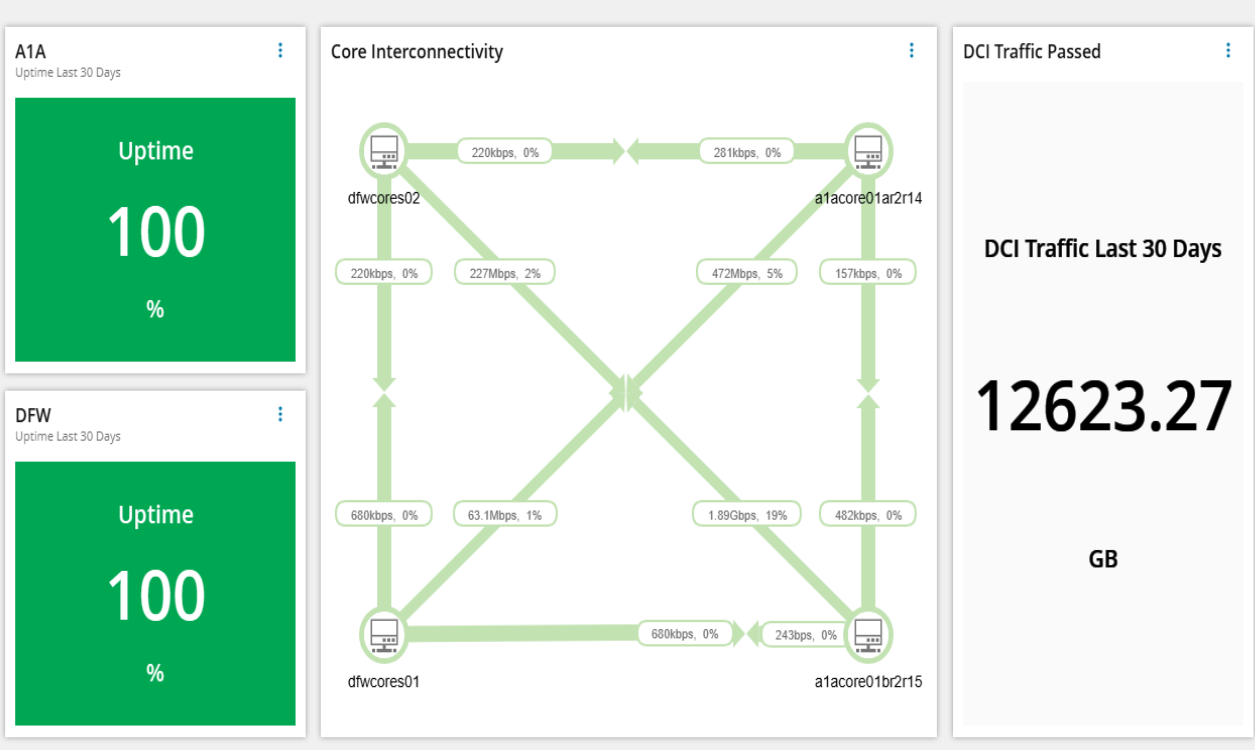 A1A
Uptime Last 30 Days
Uptime
100
%
DFW
Uptime Last 30 Days
Uptime
100
%
Core Interconnectivity
220kbps, 0%
281kbps, 0%
dfwcores02
a1acore01ar2r14
220kbps, 0%
227Mbps, 2%
472Mbps, 5%
157kbps, 0%
680kbps, 0%
63.1Mbps, 1%
1.89Gbps, 19%
482kbps, 0%
680kbps, 0%
243bps, 0%
dfwcores01
a1acore01br2r15
DCI Traffic Passed
DCI Traffic Last 30 Days
12623.27
GB